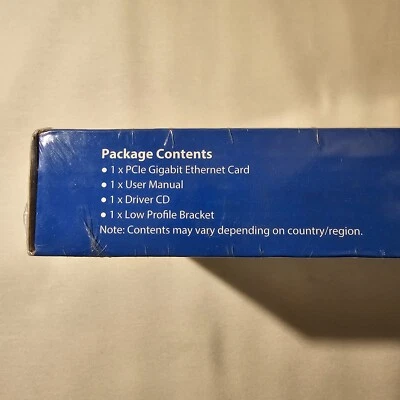 Package Contents
● 1 x PCIe Gigabit Ethernet Card
● 1 x User Manual
● 1 x Driver CD
● 1 x Low Profile Bracket
Note: Contents may vary depending on country/region.